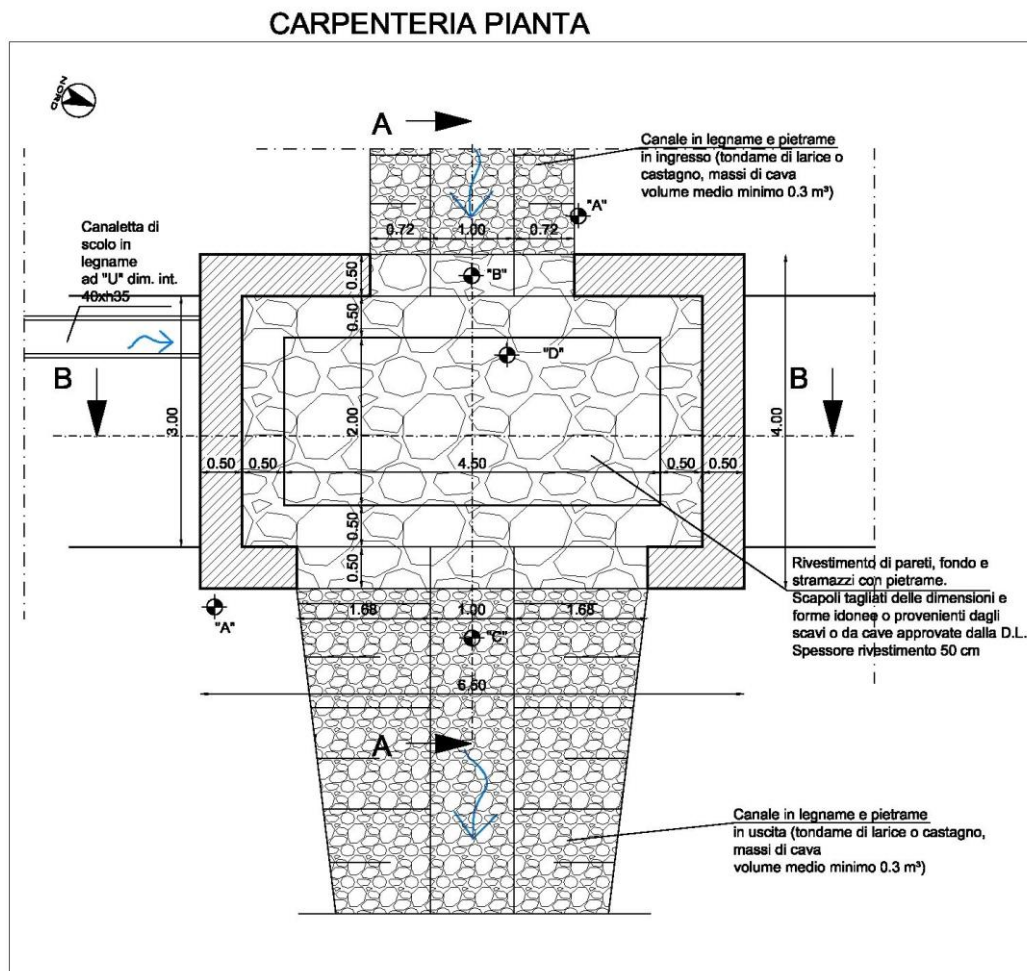 CARPENTERIA PIANTA
NORD
A
Canale in legname e pietrame
in ingresso (tondame di larice o
castagno, massi di cava
volume medio minimo 0.3 m³)
"A"
Canaletta di
scolo in
legname
ad "U" dim. int.
40xh35
0.72
1.00
0.72
0.50
"B"
0.50
"D"
B
B
3.00
2.00
4.00
0.50
0.50
4.50
0.50
0.50
0.50
0.50
Rivestimento di pareti, fondo e
stramazzi con pietrame.
Scapoli tagliati delle dimensioni e
forme idonee o provenienti dagli
scavi o da cave approvate dalla D.L.
Spessore rivestimento 50 cm
"A"
1.68
1.00
1.68
"C"
6.50
A
Canale in legname e pietrame
in uscita (tondame di larice o castagno,
massi di cava
volume medio minimo 0.3 m³)